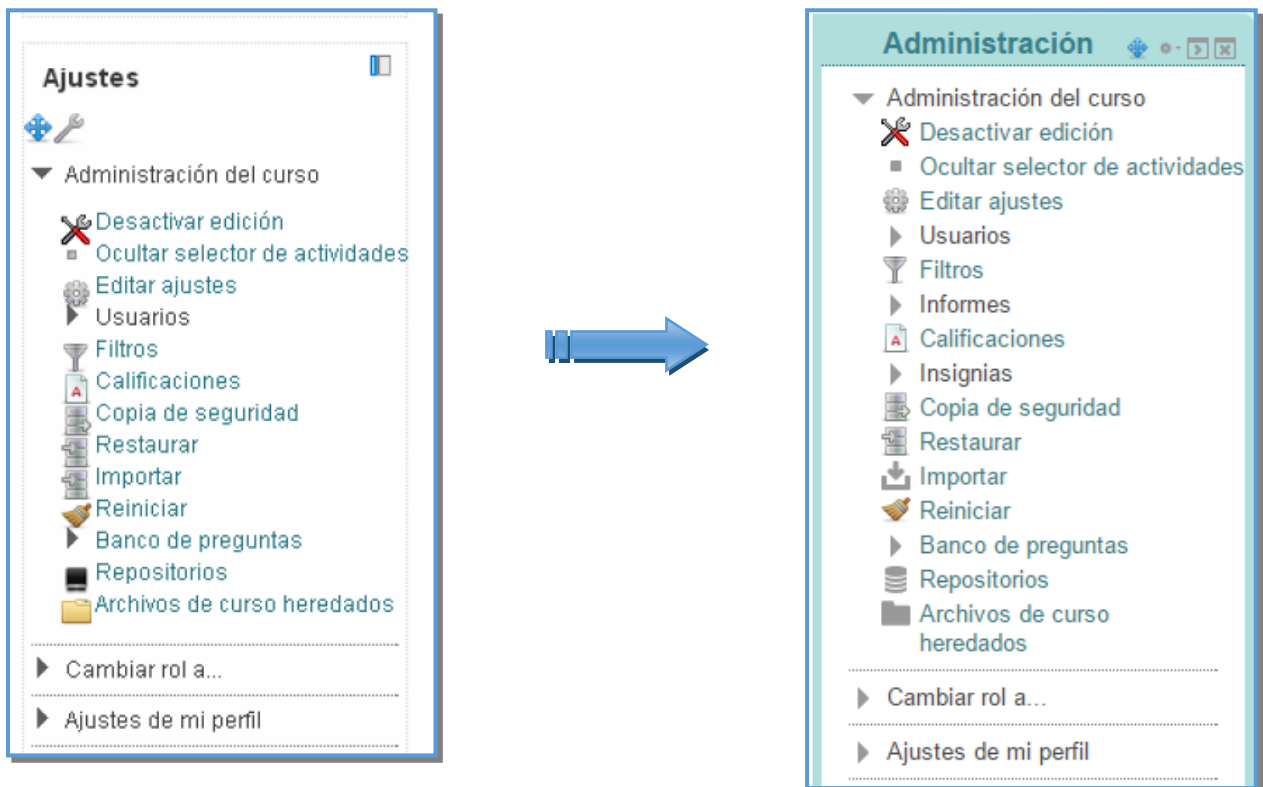 Ajustes
Administración del curso
Desactivar edición
Ocultar selector de actividades
Editar ajustes
Usuarios
Filtros
Calificaciones
Copia de seguridad
Restaurar
Importar
Reiniciar
Banco de preguntas
Repositorios
Archivos de curso heredados
Cambiar rol a...
Ajustes de mi perfil
Administración
Administración del curso
Desactivar edición
Ocultar selector de actividades
Editar ajustes
Usuarios
Filtros
Informes
Calificaciones
Insignias
Copia de seguridad
Restaurar
Importar
Reiniciar
Banco de preguntas
Repositorios
Archivos de curso
heredados
Cambiar rol a...
Ajustes de mi perfil